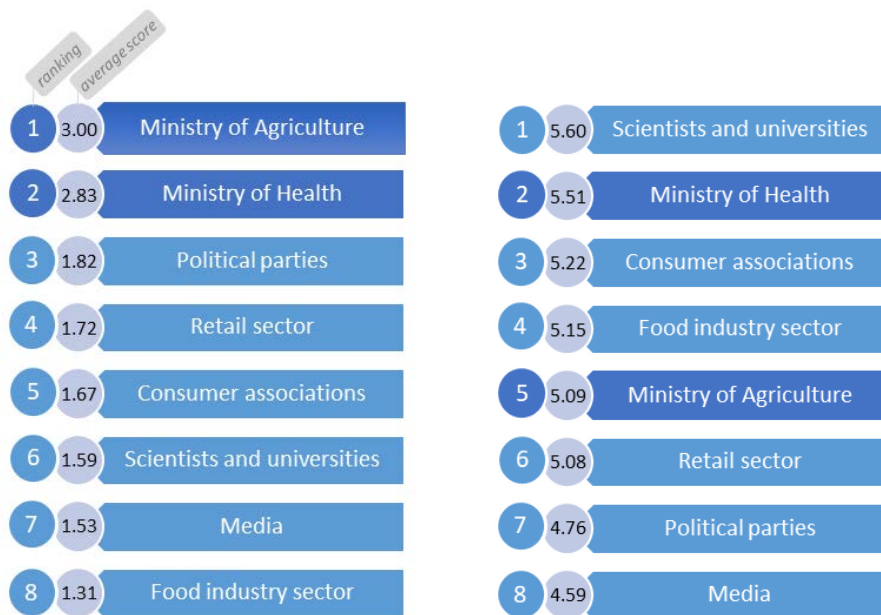 ranking
average score
1 3.00 Ministry of Agriculture
2 2.83 Ministry of Health
3 1.82 Political parties
4 1.72 Retail sector
5 1.67 Consumer associations
6 1.59 Scientists and universities
7 1.53 Media
8 1.31 Food industry sector
1 5.60 Scientists and universities
2 5.51 Ministry of Health
3 5.22 Consumer associations
4 5.15 Food industry sector
5 5.09 Ministry of Agriculture
6 5.08 Retail sector
7 4.76 Political parties
8 4.59 Media